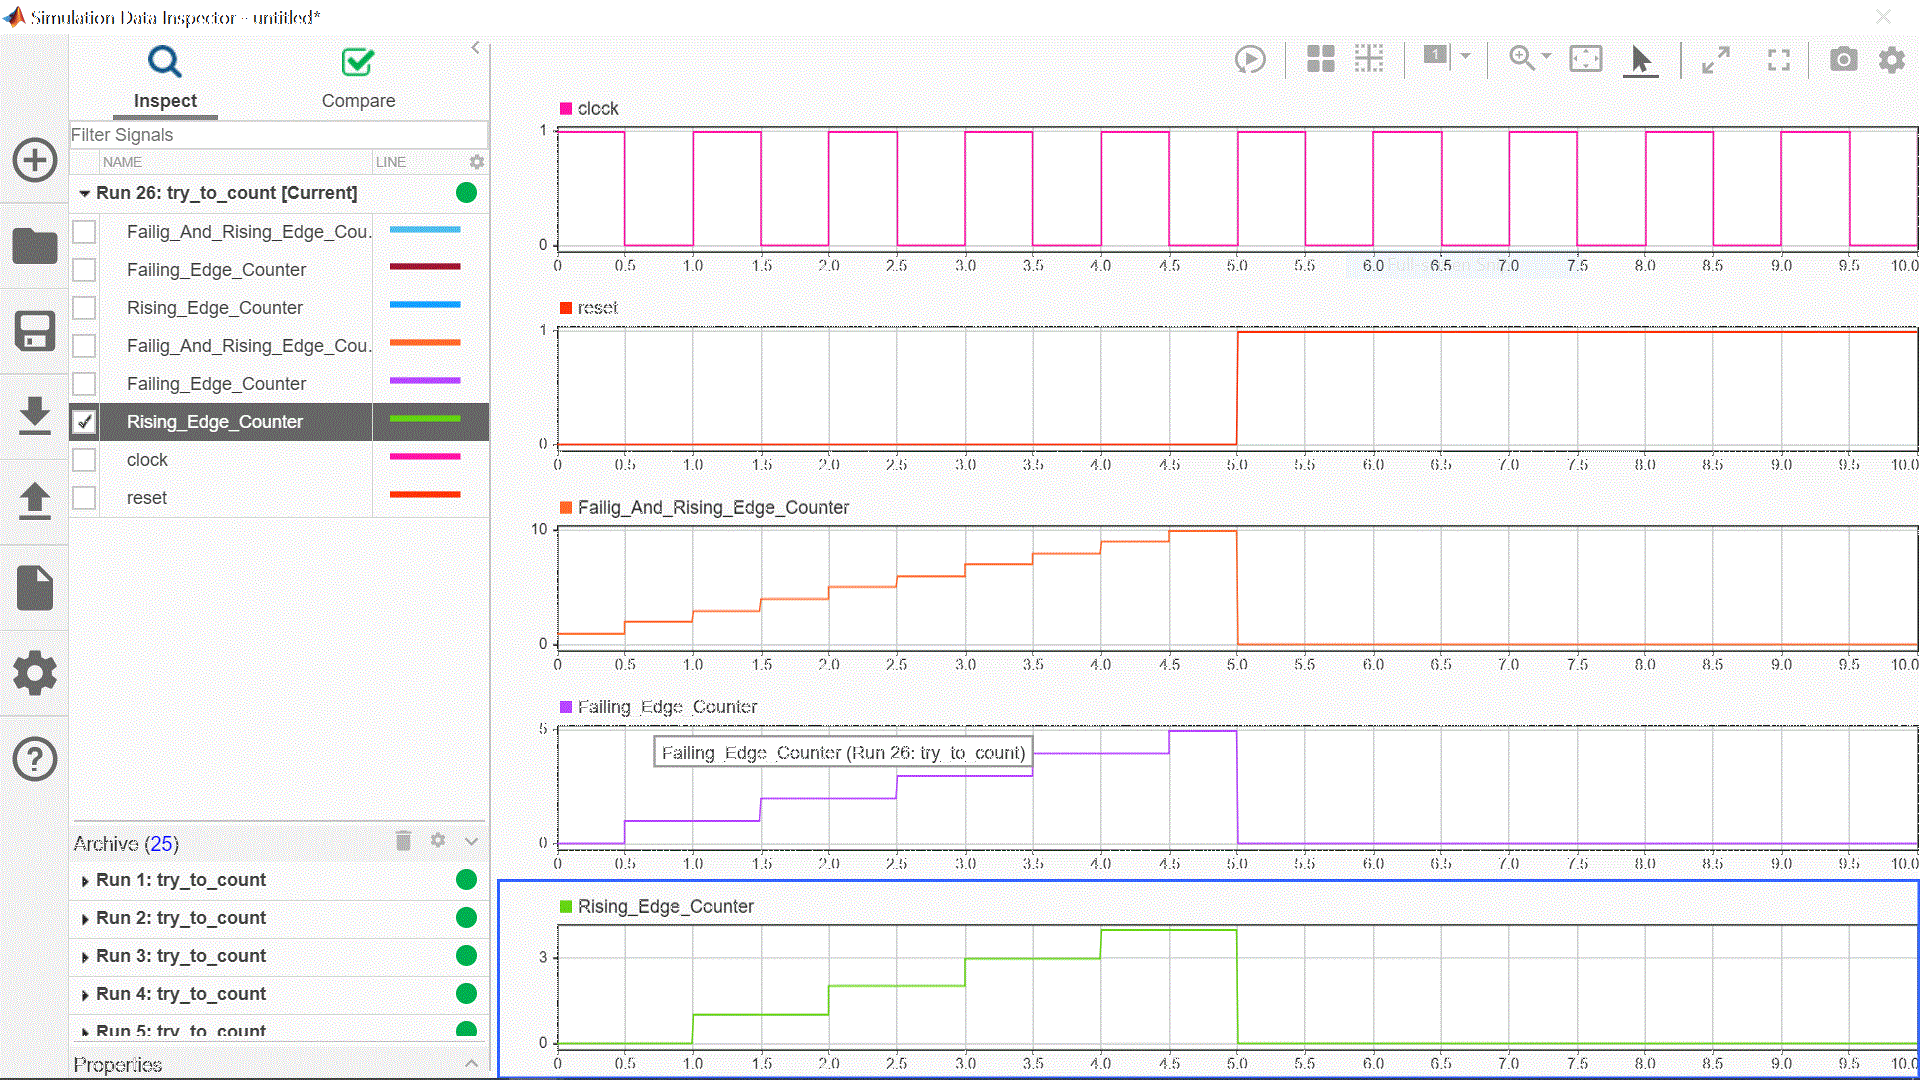 Simulation Data Inspector - untitled*
Inspect
Compare
Filter Signals
NAME
LINE
Run 26: try_to_count [Current]
Failig_And_Rising_Edge_Cou.
Failing_Edge_Counter
Rising_Edge_Counter
Failig_And_Rising_Edge_Cou.
Failing_Edge_Counter
Rising_Edge_Counter
clock
reset
Archive (25)
Run 1: try_to_count
Run 2: try_to_count
Run 3: try_to_count
Run 4: try_to_count
Run 5: try_to_count
Properties
1
clock
1
0
0 0.5 1.0 1.5 2.0 2.5 3.0 3.5 4.0 4.5 5.0 5.5 6.0 6.5 7.0 7.5 8.0 8.5 9.0 9.5 10.0
reset
1
0
0 0.5 1.0 1.5 2.0 2.5 3.0 3.5 4.0 4.5 5.0 5.5 6.0 6.5 7.0 7.5 8.0 8.5 9.0 9.5 10.0
Failig_And_Rising_Edge_Counter
10
0
0 0.5 1.0 1.5 2.0 2.5 3.0 3.5 4.0 4.5 5.0 5.5 6.0 6.5 7.0 7.5 8.0 8.5 9.0 9.5 10.0
Failing_Edge_Counter
5
Failing_Edge_Counter (Run 26: try_to_count)
0
0 0.5 1.0 1.5 2.0 2.5 3.0 3.5 4.0 4.5 5.0 5.5 6.0 6.5 7.0 7.5 8.0 8.5 9.0 9.5 10.0
Rising_Edge_Counter
3
0
0 0.5 1.0 1.5 2.0 2.5 3.0 3.5 4.0 4.5 5.0 5.5 6.0 6.5 7.0 7.5 8.0 8.5 9.0 9.5 10.0